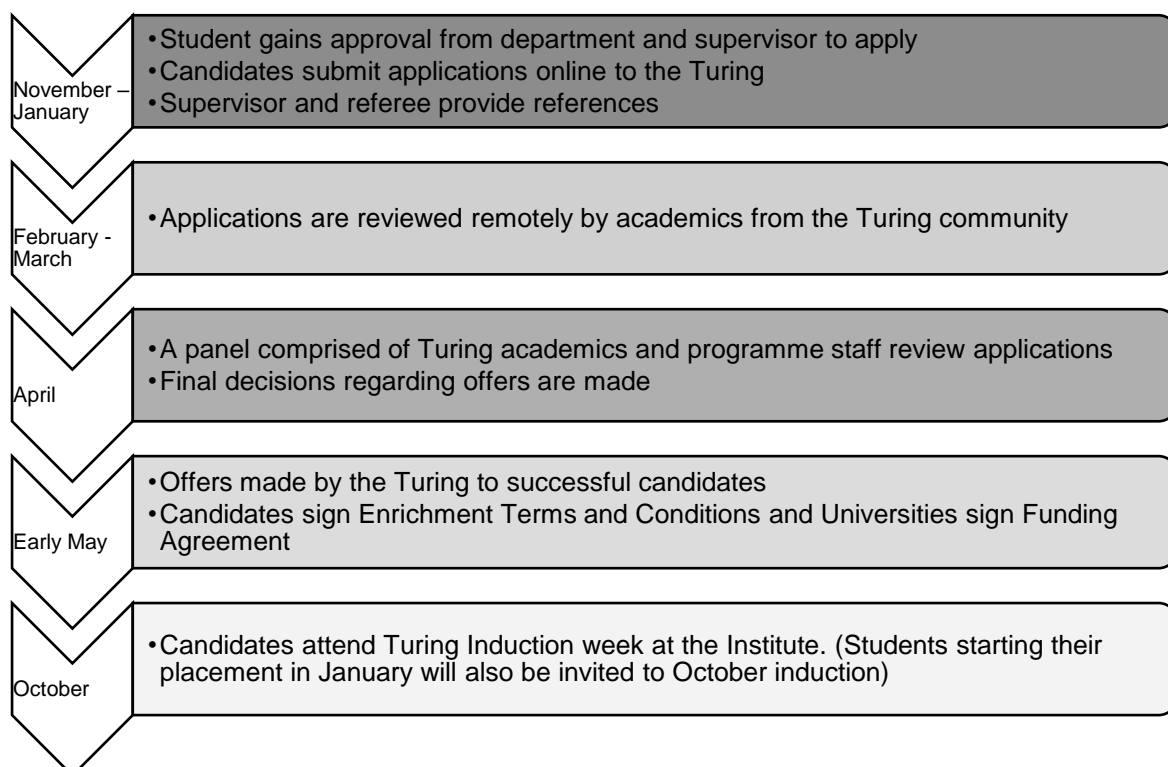 November –
January
•Student gains approval from department and supervisor to apply
•Candidates submit applications online to the Turing
•Supervisor and referee provide references
February -
March
•Applications are reviewed remotely by academics from the Turing community
April
•A panel comprised of Turing academics and programme staff review applications
•Final decisions regarding offers are made
Early May
•Offers made by the Turing to successful candidates
•Candidates sign Enrichment Terms and Conditions and Universities sign Funding
Agreement
October
•Candidates attend Turing Induction week at the Institute. (Students starting their
placement in January will also be invited to October induction)